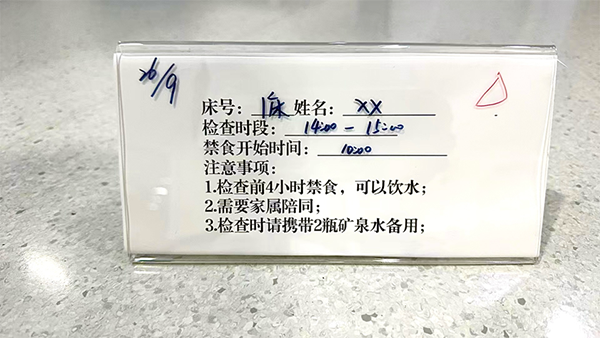 26/9
床号：1床 姓名：XX
检查时段：14:00－15:00
禁食开始时间：10:00
注意事项：
1.检查前4小时禁食，可以饮水；
2.需要家属陪同；
3.检查时请携带2瓶矿泉水备用；